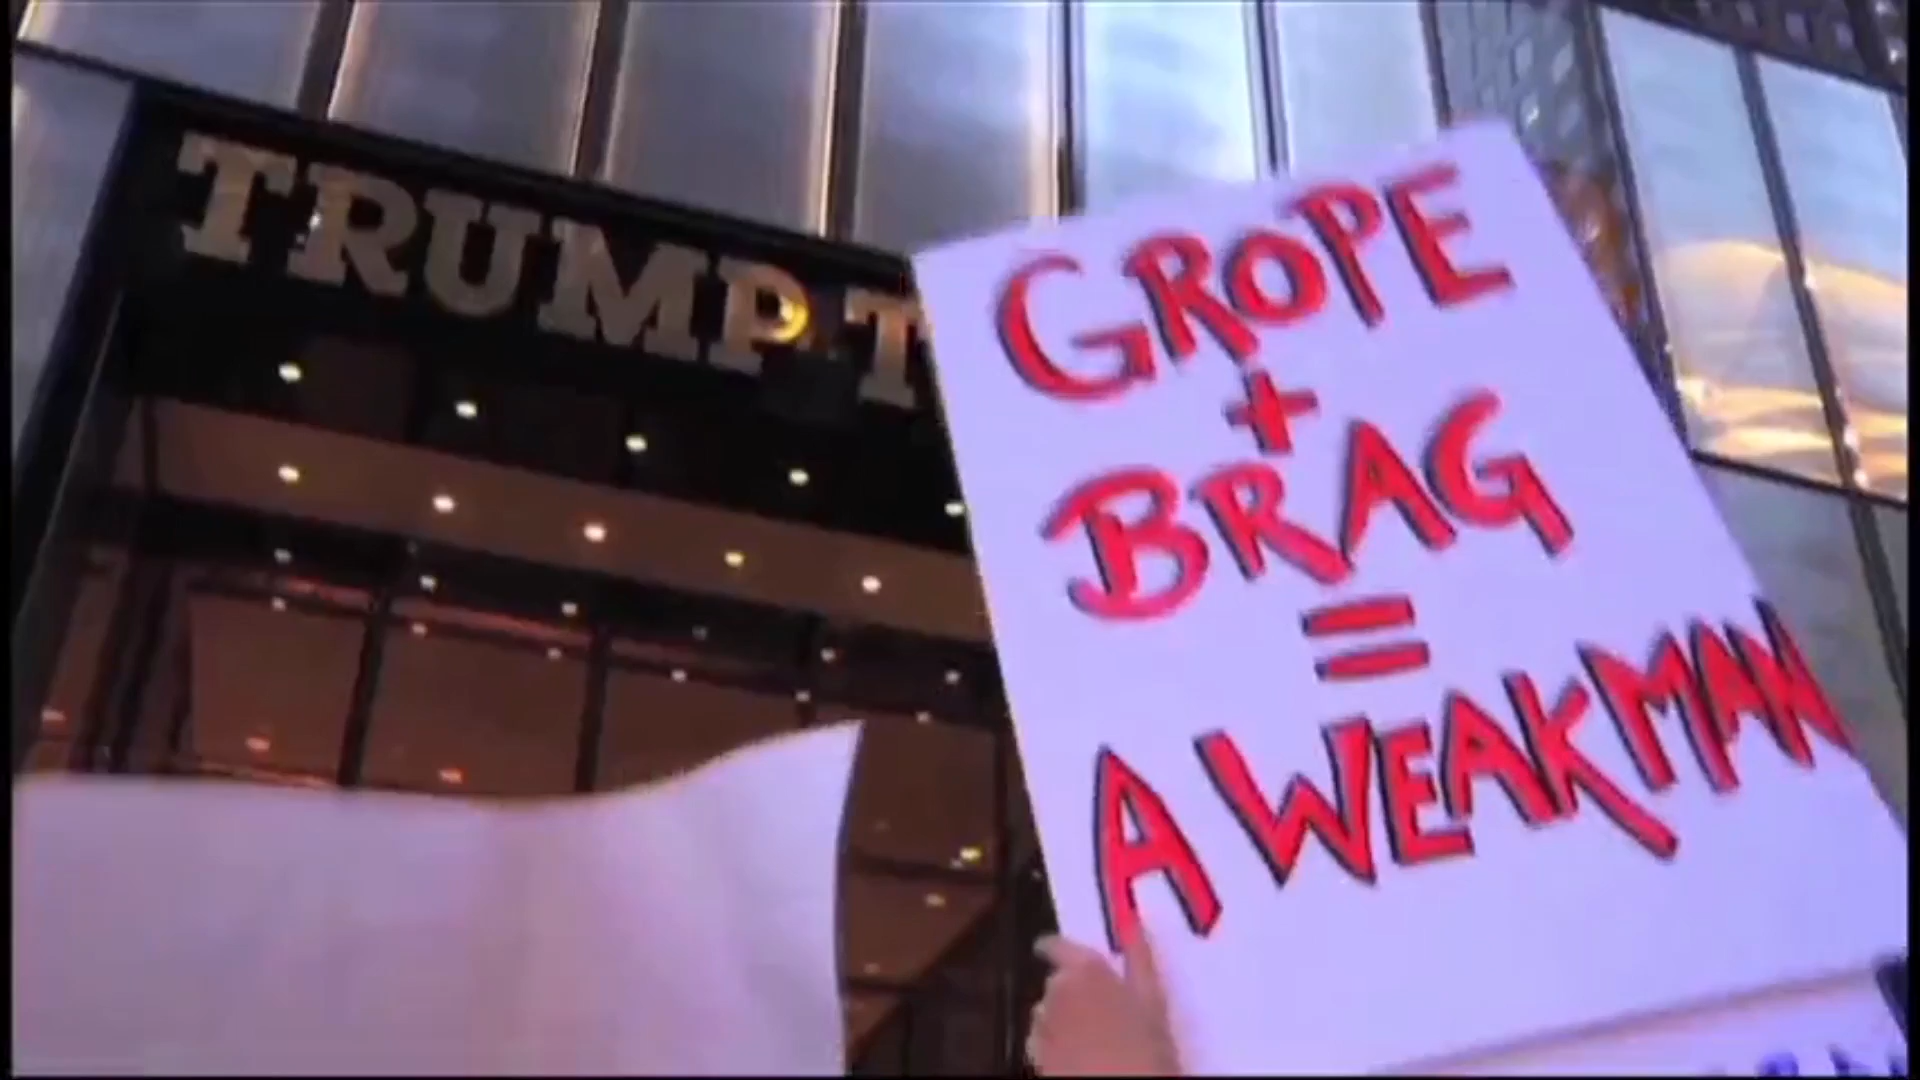 TRUMP T
GROPE
+
BRAG
=
A WEAK MAN